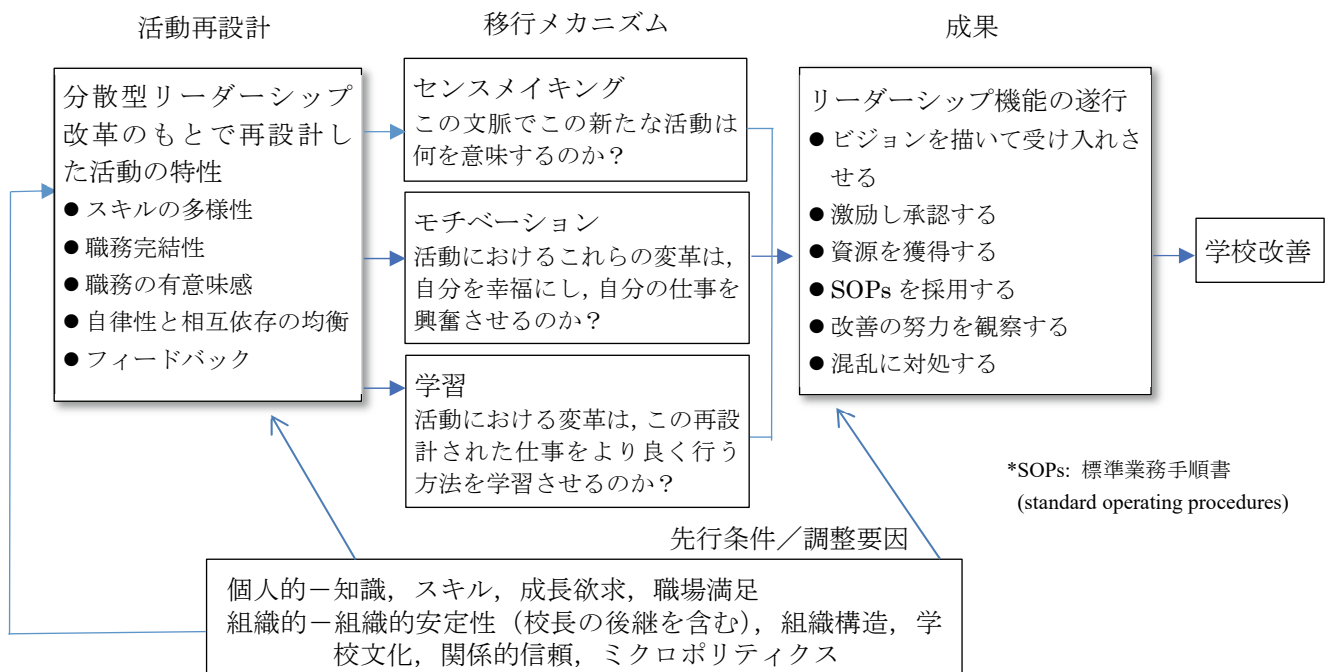 活動再設計
移行メカニズム
成果
分散型リーダーシップ
改革のもとで再設計し
た活動の特性
●スキルの多様性
●職務完結性
●職務の有意味感
●自律性と相互依存の均衡
●フィードバック
センスメイキング
この文脈でこの新たな活動は
何を意味するのか？
モチベーション
活動におけるこれらの変革は,
自分を幸福にし, 自分の仕事を
興奮させるのか？
学習
活動における変革は, この再設
計された仕事をより良く行う
方法を学習させるのか？
リーダーシップ機能の遂行
●ビジョンを描いて受け入れさ
せる
●激励し承認する
●資源を獲得する
●SOPs を採用する
●改善の努力を観察する
●混乱に対処する
学校改善
*SOPs: 標準業務手順書
(standard operating procedures)
先行条件／調整要因
個人的－知識, スキル, 成長欲求, 職場満足
組織的－組織的安定性（校長の後継を含む）, 組織構造, 学
校文化, 関係的信頼, ミクロポリティクス